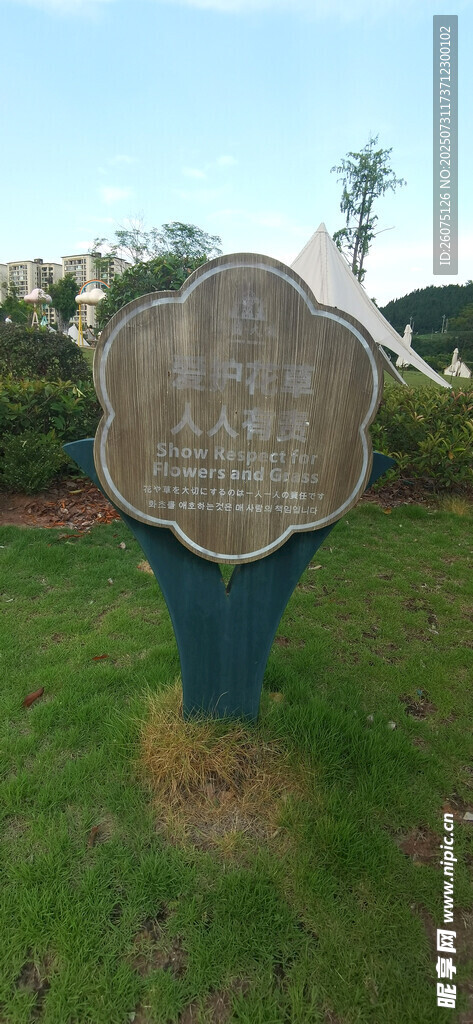 爱护花草
人人有责
Show Respect for
Flowers and Grass
花や草を大切にするのは一人一人の責任です
화초를 애호하는것은 매 사람의 책임입니다
ID:26075126 NO:20250731173712300102
昵享网 www.nipic.cn